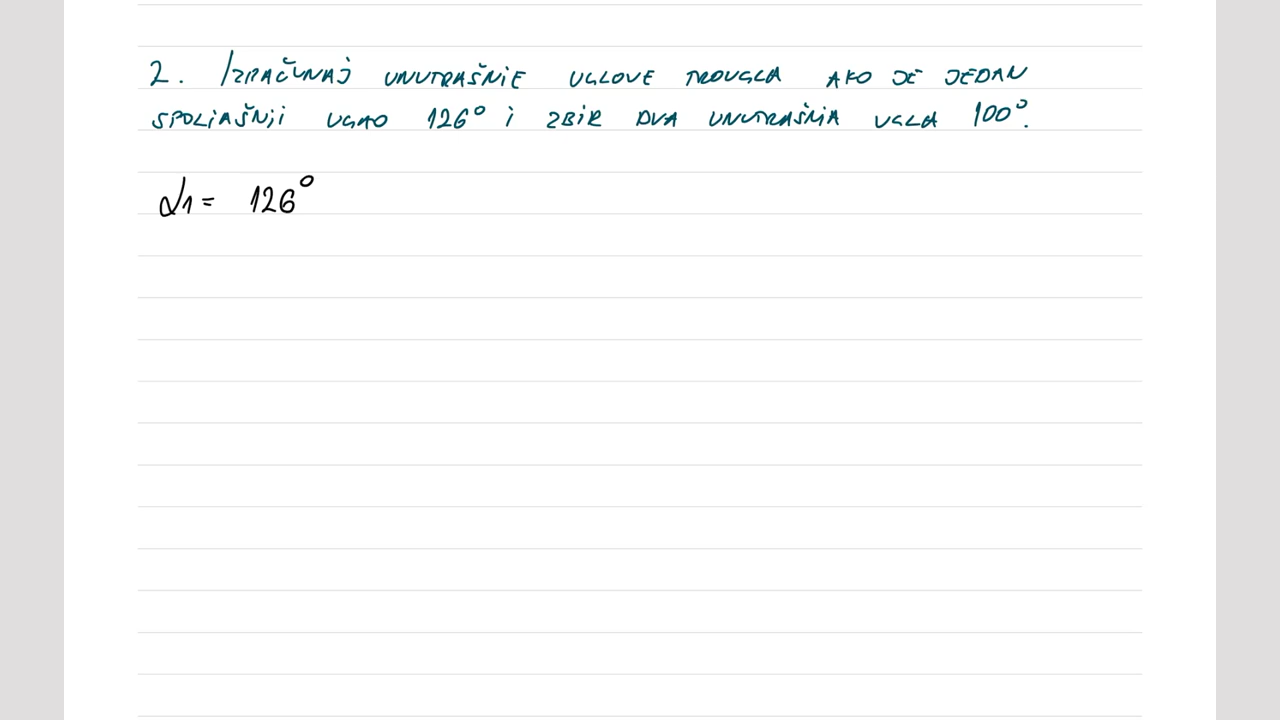 2. IZRAČUNAJ UNUTRAŠNJE UGLOVE TROUGLA AKO JE JEDAN
SPOLJAŠNJI UGAO 126° I ZBIR DVA UNUTRAŠNJA UGLA 100°.
α1 = 126°